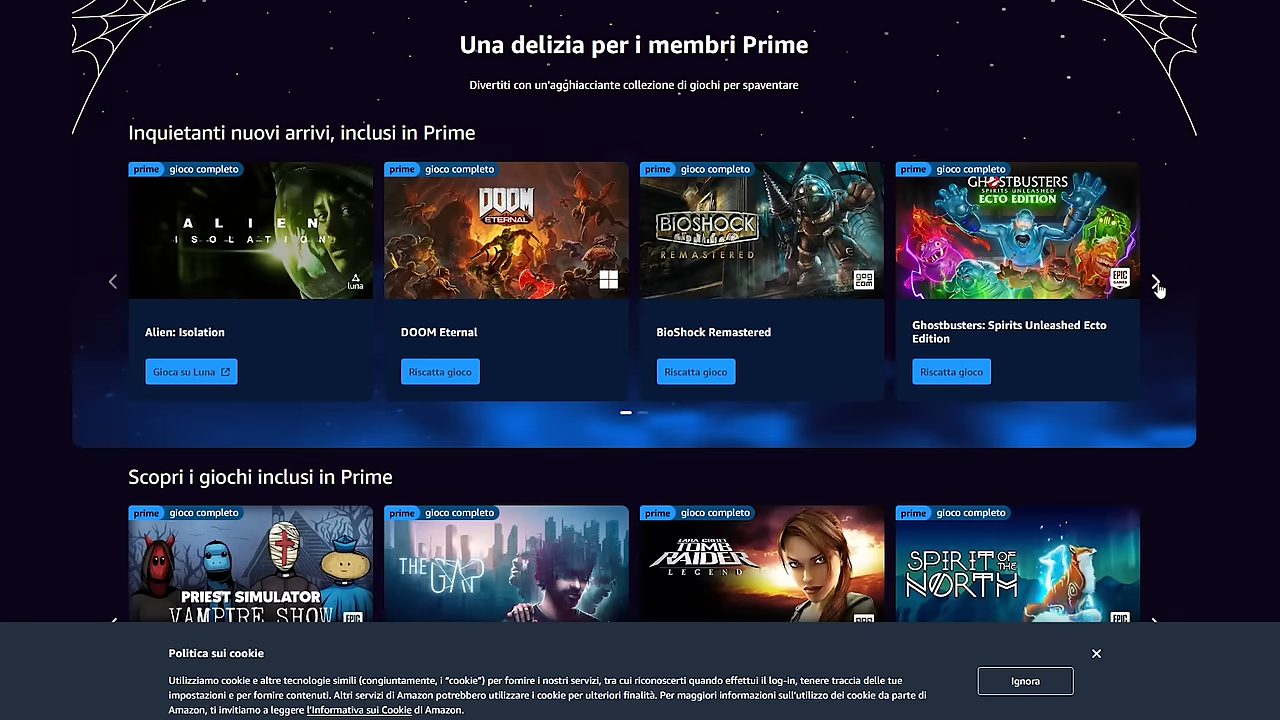 Una delizia per i membri Prime
Divertiti con un'agghiacciante collezione di giochi per spaventare
Inquietanti nuovi arrivi, inclusi in Prime
prime gioco completo
ALIEN
ISOLATION
luna
Alien: Isolation
Gioca su Luna
prime gioco completo
DOOM
ETERNAL
DOOM Eternal
Riscatta gioco
prime gioco completo
BIOSHOCK
REMASTERED
gog
com
BioShock Remastered
Riscatta gioco
prime gioco completo
GHOSTBUSTERS
SPIRITS UNLEASHED
ECTO EDITION
EPIC
GAMES
Ghostbusters: Spirits Unleashed Ecto
Edition
Riscatta gioco
Scopri i giochi inclusi in Prime
prime gioco completo
PRIEST SIMULATOR
VAMPIRE SHOW
EPIC
prime gioco completo
THE GAP
prime gioco completo
LARA CROFT
TOMB
RAIDER
LEGEND
gog
prime gioco completo
SPIRIT OF
THE NORTH
EPIC
Politica sui cookie
Utilizziamo cookie e altre tecnologie simili (congiuntamente, i "cookie") per fornire i nostri servizi, tra cui riconoscerti quando effettui il log-in, tenere traccia delle tue
impostazioni e per fornire contenuti. Altri servizi di Amazon potrebbero utilizzare i cookie per ulteriori finalità. Per maggiori informazioni sull'utilizzo dei cookie da parte di
Amazon, ti invitiamo a leggere l'Informativa sui Cookie di Amazon.
Ignora